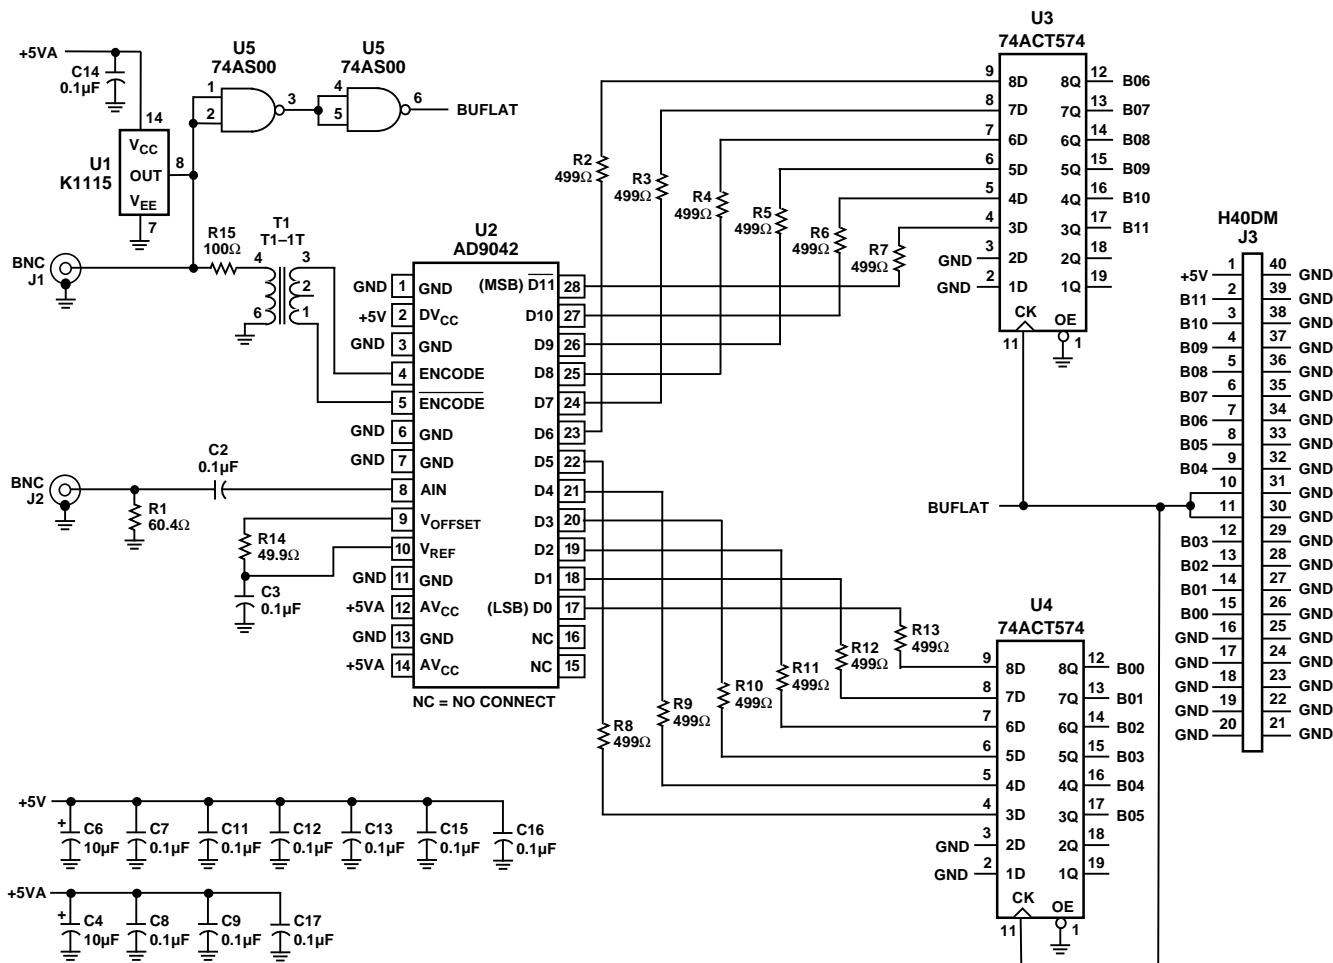 +5VA
C14
0.1µF
14
VCC
U1
K1115
OUT
8
VEE
7
U5
74AS00
1
2
3
U5
74AS00
4
5
6
BUFLAT
BNC
J1
R15
100Ω
T1
T1–1T
4
6
3
2
1
BNC
J2
R1
60.4Ω
C2
0.1µF
R14
49.9Ω
C3
0.1µF
U2
AD9042
GND 1 GND
+5V 2 DVCC
GND 3 GND
4 ENCODE
5 ENCODE
GND 6 GND
GND 7 GND
8 AIN
9 VOFFSET
10 VREF
GND 11 GND
+5VA 12 AVCC
GND 13 GND
+5VA 14 AVCC
(MSB) D11 28
D10 27
D9 26
D8 25
D7 24
D6 23
D5 22
D4 21
D3 20
D2 19
D1 18
(LSB) D0 17
NC 16
NC 15
NC = NO CONNECT
R2
499Ω
R3
499Ω
R4
499Ω
R5
499Ω
R6
499Ω
R7
499Ω
R8
499Ω
R9
499Ω
R10
499Ω
R11
499Ω
R12
499Ω
R13
499Ω
U3
74ACT574
9 8D 8Q 12 B06
8 7D 7Q 13 B07
7 6D 6Q 14 B08
6 5D 5Q 15 B09
5 4D 4Q 16 B10
4 3D 3Q 17 B11
GND 3 2D 2Q 18
GND 2 1D 1Q 19
CK OE
11 1
BUFLAT
U4
74ACT574
9 8D 8Q 12 B00
8 7D 7Q 13 B01
7 6D 6Q 14 B02
6 5D 5Q 15 B03
5 4D 4Q 16 B04
4 3D 3Q 17 B05
GND 3 2D 2Q 18
GND 2 1D 1Q 19
CK OE
11 1
H40DM
J3
+5V 1 40 GND
B11 2 39 GND
B10 3 38 GND
B09 4 37 GND
B08 5 36 GND
B07 6 35 GND
B06 7 34 GND
B05 8 33 GND
B04 9 32 GND
10 31 GND
11 30 GND
B03 12 29 GND
B02 13 28 GND
B01 14 27 GND
B00 15 26 GND
GND 16 25 GND
GND 17 24 GND
GND 18 23 GND
GND 19 22 GND
GND 20 21 GND
+5V
+ C6
10µF
C7
0.1µF
C11
0.1µF
C12
0.1µF
C13
0.1µF
C15
0.1µF
C16
0.1µF
+5VA
+ C4
10µF
C8
0.1µF
C9
0.1µF
C17
0.1µF